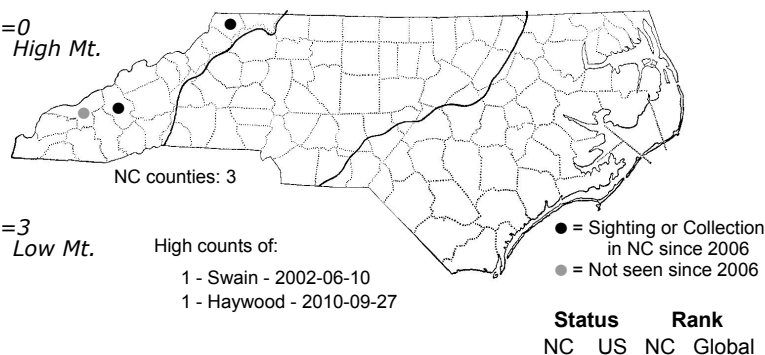 =0
High Mt.
NC counties: 3
=3
Low Mt.
High counts of:
1 - Swain - 2002-06-10
1 - Haywood - 2010-09-27
● = Sighting or Collection
in NC since 2006
● = Not seen since 2006
Status Rank
NC US NC Global